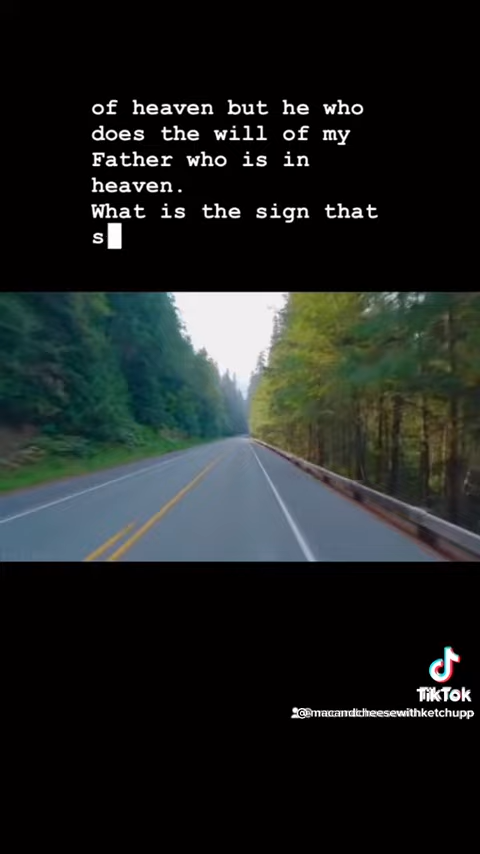 of heaven but he who
does the will of my
Father who is in
heaven.
What is the sign that
s
TikTok
@macandcheesewithketchupp